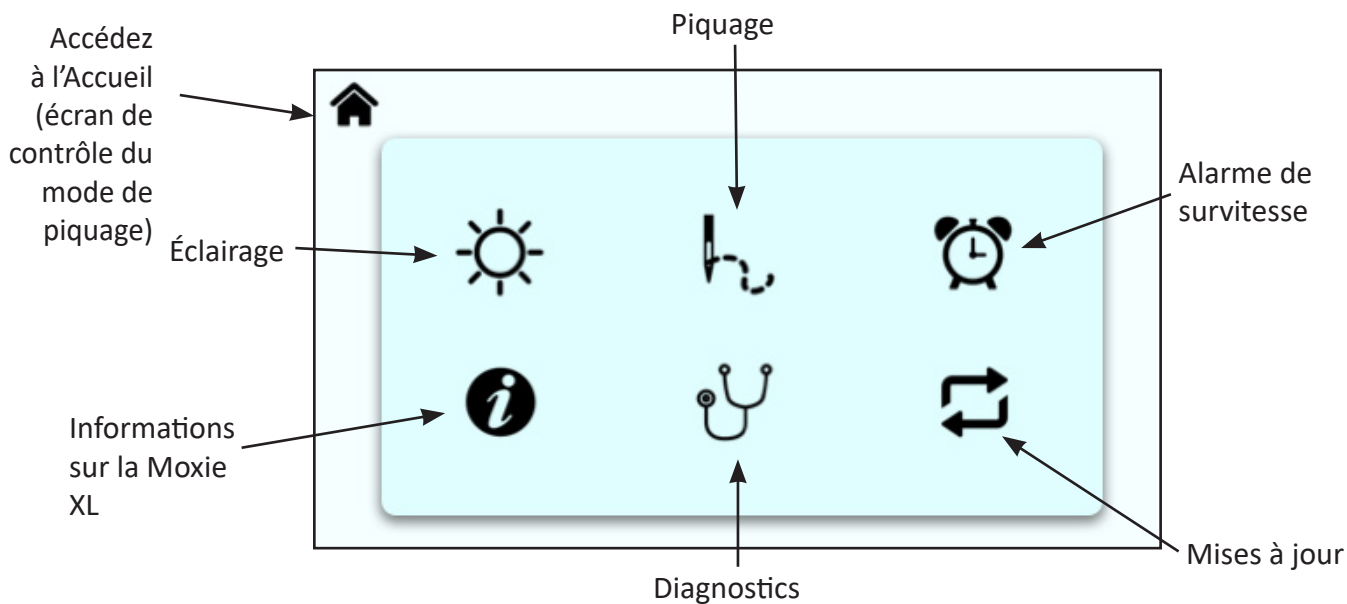 Piquage
Accédez
à l’Accueil
(écran de
contrôle du
mode de
piquage)
Alarme de
survitesse
Éclairage
Informations
sur la Moxie
XL
Mises à jour
Diagnostics